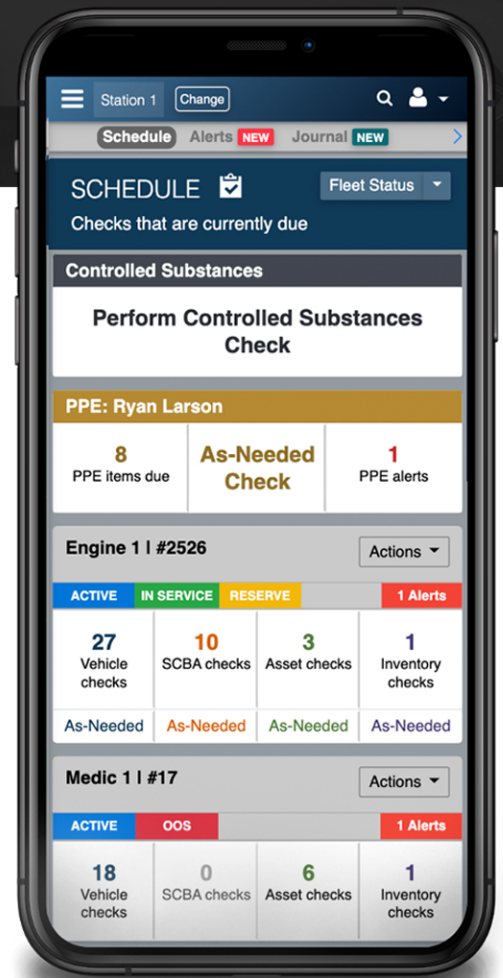 Station 1 Change
Schedule Alerts NEW Journal NEW
SCHEDULE Fleet Status
Checks that are currently due
Controlled Substances
Perform Controlled Substances
Check
PPE: Ryan Larson
8 As-Needed 1
PPE items due Check PPE alerts
Engine 1 | #2526 Actions
ACTIVE IN SERVICE RESERVE 1 Alerts
27 10 3 1
Vehicle SCBA checks Asset checks Inventory
checks checks
As-Needed As-Needed As-Needed As-Needed
Medic 1 | #17 Actions
ACTIVE OOS 1 Alerts
18 0 6 1
Vehicle SCBA checks Asset checks Inventory
checks checks